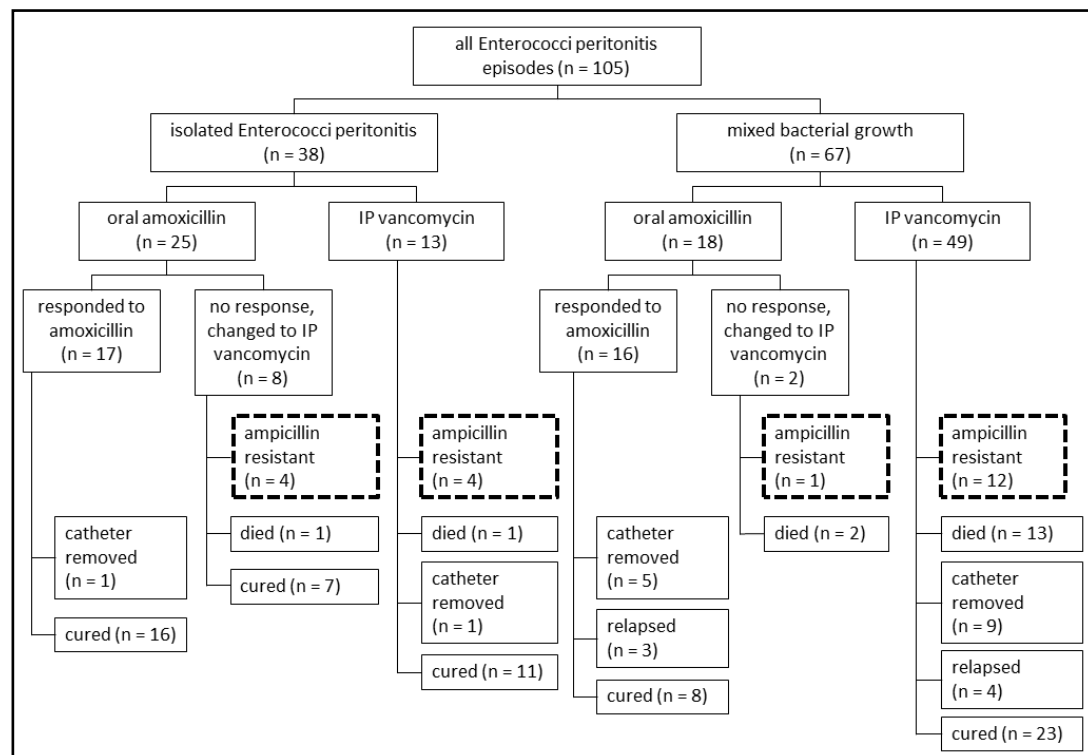 all Enterococci peritonitis
episodes (n = 105)
isolated Enterococci peritonitis
(n = 38)
mixed bacterial growth
(n = 67)
oral amoxicillin
(n = 25)
IP vancomycin
(n = 13)
oral amoxicillin
(n = 18)
IP vancomycin
(n = 49)
responded to
amoxicillin
(n = 17)
no response,
changed to IP
vancomycin
(n = 8)
responded to
amoxicillin
(n = 16)
no response,
changed to IP
vancomycin
(n = 2)
ampicillin
resistant
(n = 4)
ampicillin
resistant
(n = 4)
ampicillin
resistant
(n = 1)
ampicillin
resistant
(n = 12)
catheter
removed
(n = 1)
cured (n = 16)
died (n = 1)
cured (n = 7)
died (n = 1)
catheter
removed
(n = 1)
cured (n = 11)
catheter
removed
(n = 5)
relapsed
(n = 3)
cured (n = 8)
died (n = 2)
died (n = 13)
catheter
removed
(n = 9)
relapsed
(n = 4)
cured (n = 23)